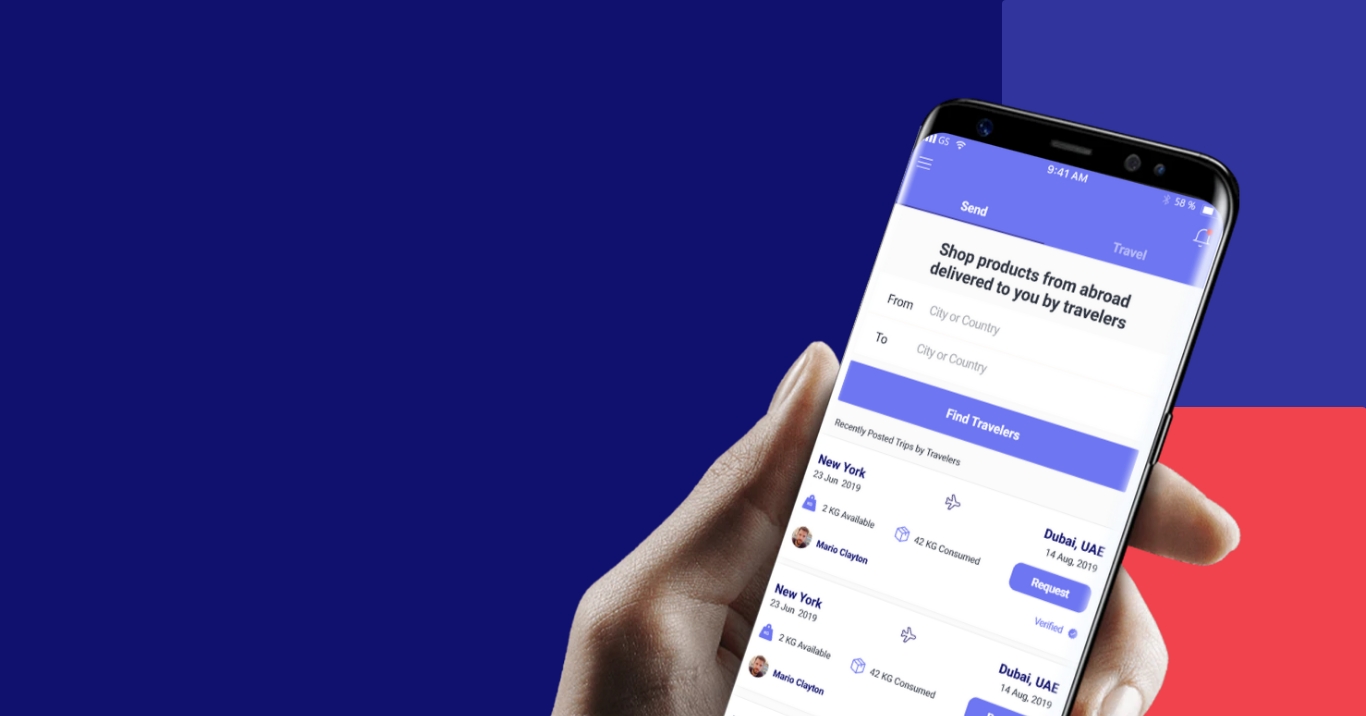 GS
9:41 AM
58 %
Send
Travel
Shop products from abroad
delivered to you by travelers
From City or Country
To City or Country
Find Travelers
Recently Posted Trips by Travelers
New York
23 Jun 2019
Dubai, UAE
14 Aug, 2019
2 KG Available
42 KG Consumed
Mario Clayton
Request
Verified
New York
23 Jun 2019
Dubai, UAE
14 Aug, 2019
2 KG Available
42 KG Consumed
Mario Clayton